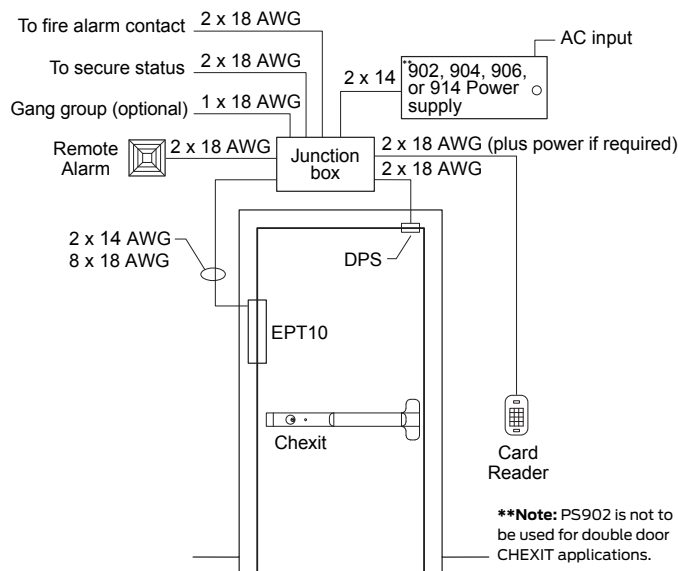 To fire alarm contact
2 x 18 AWG
To secure status
2 x 18 AWG
Gang group (optional)
1 x 18 AWG
Remote
Alarm
2 x 18 AWG
Junction
box
2 x 14
**902, 904, 906,
or 914 Power
supply
AC input
2 x 18 AWG (plus power if required)
2 x 18 AWG
2 x 14 AWG
8 x 18 AWG
DPS
EPT10
Chexit
Card
Reader
**Note: PS902 is not to
be used for double door
CHEXIT applications.